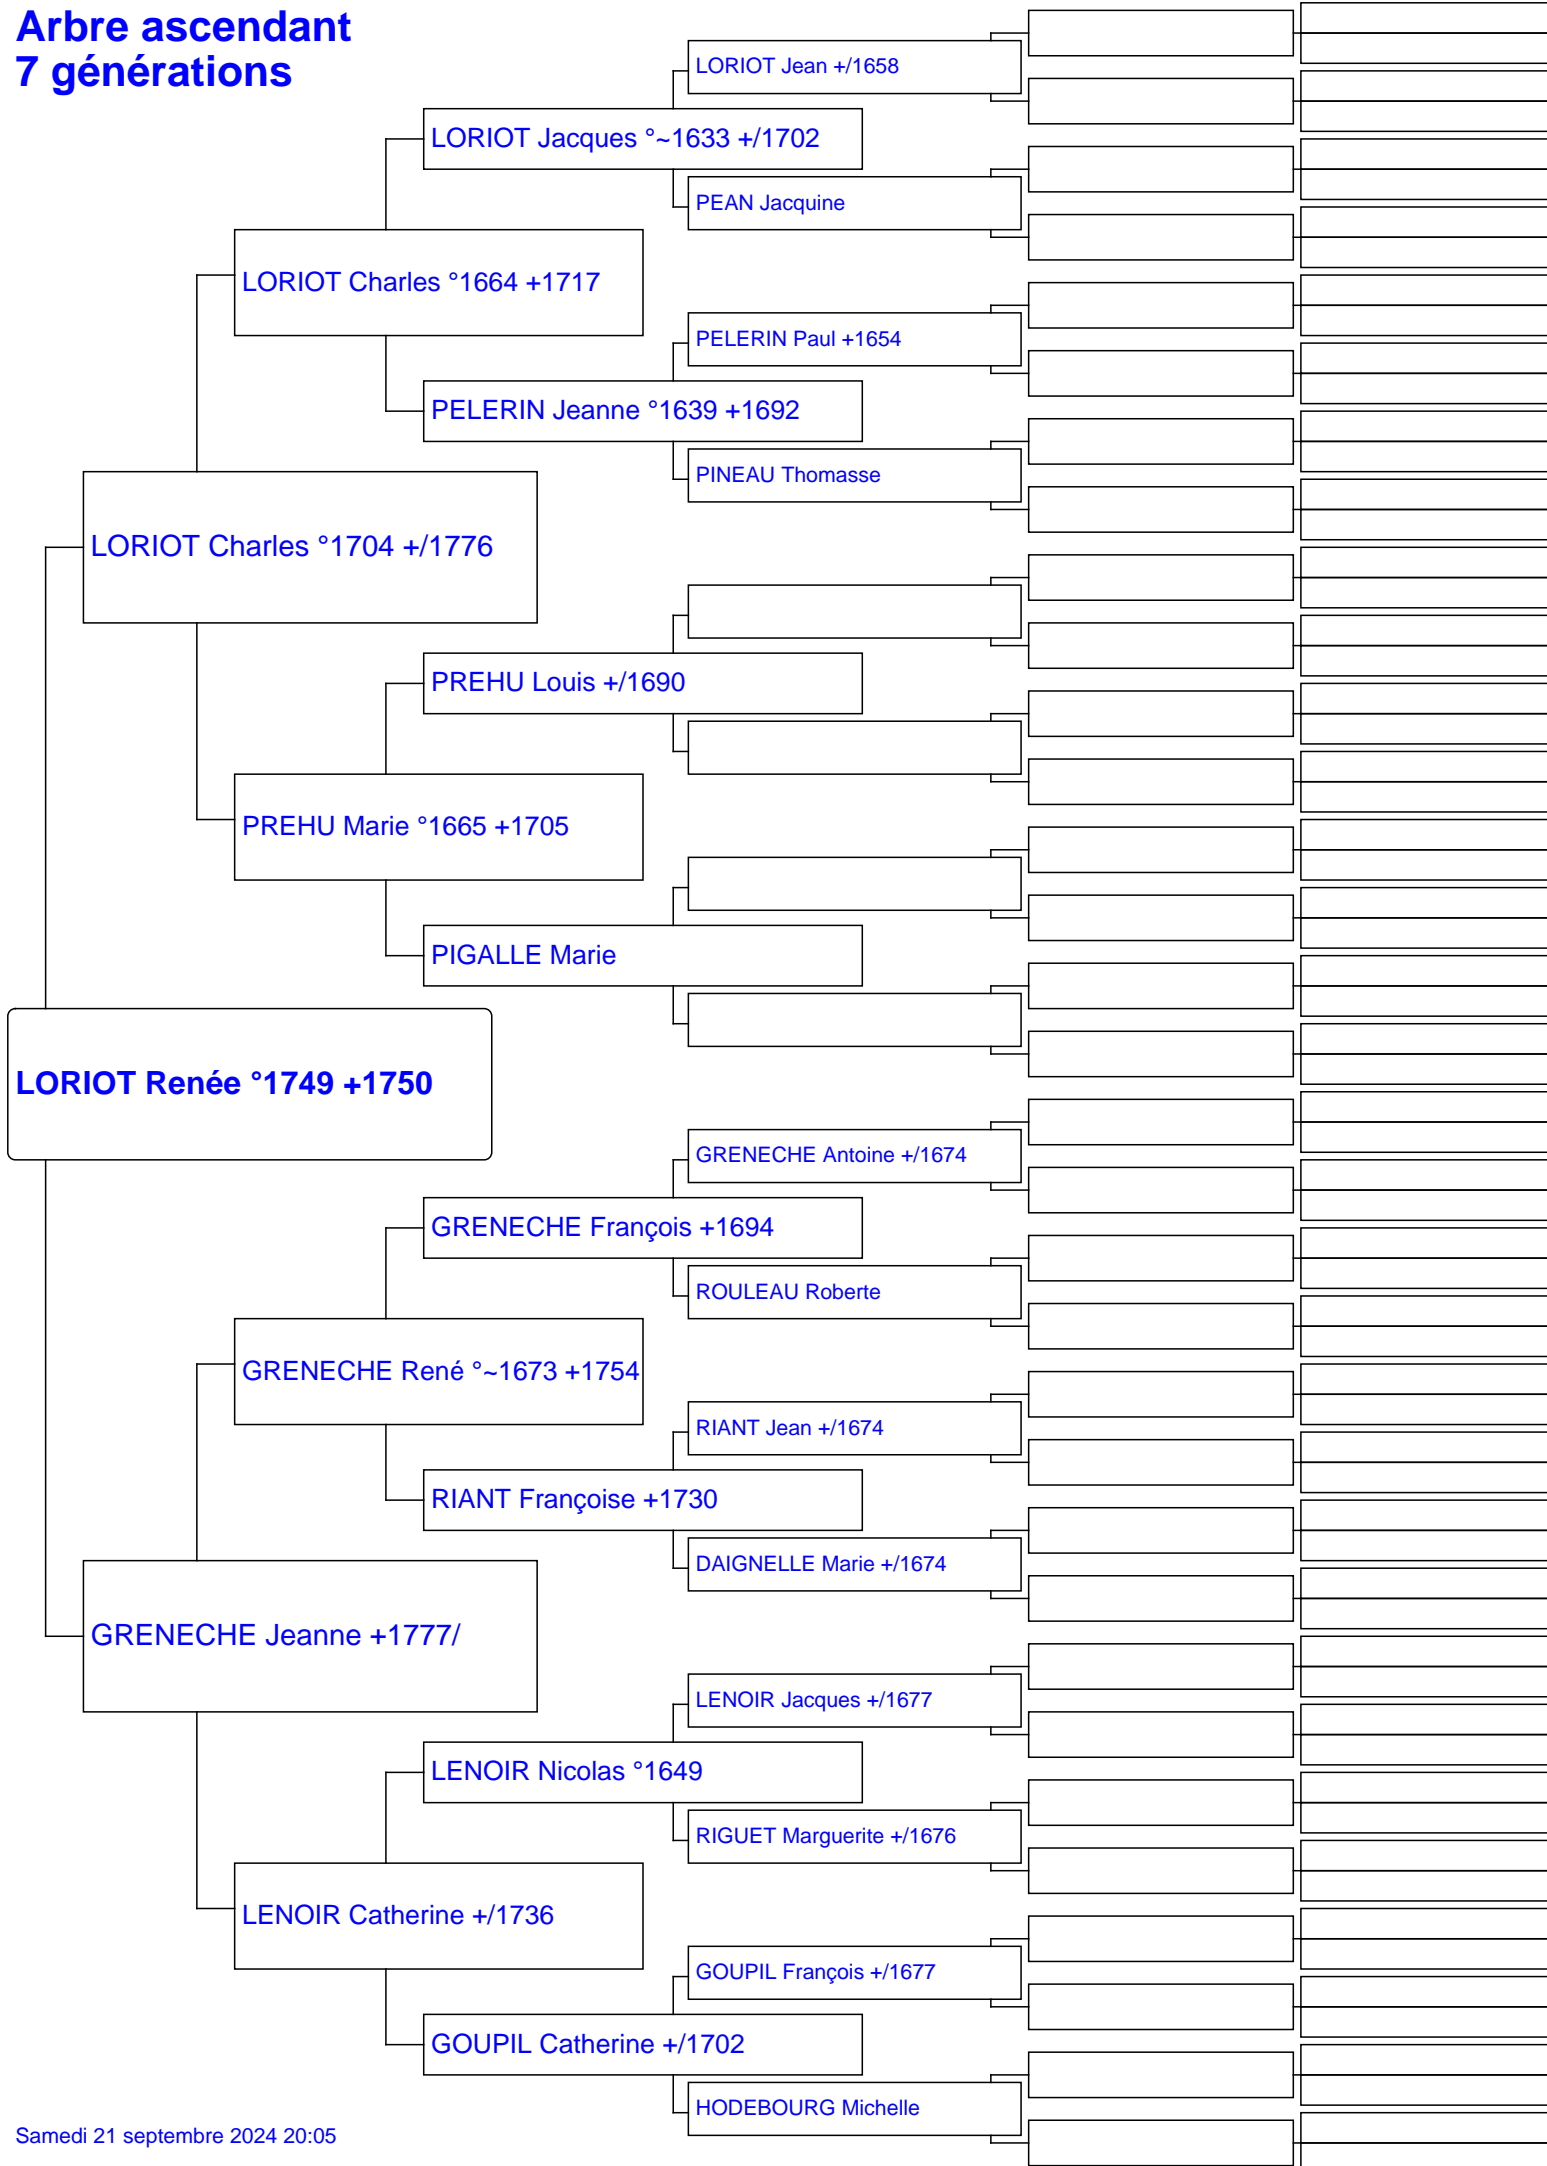 Arbre ascendant
7 générations
LORIOT Jean +/1658
LORIOT Jacques °~1633 +/1702
PEAN Jacquine
LORIOT Charles °1664 +1717
PELERIN Paul +1654
PELERIN Jeanne °1639 +1692
PINEAU Thomasse
LORIOT Charles °1704 +/1776
PREHU Louis +/1690
PREHU Marie °1665 +1705
PIGALLE Marie
LORIOT Renée °1749 +1750
GRENECHE Antoine +/1674
GRENECHE François +1694
ROULEAU Roberte
GRENECHE René °~1673 +1754
RIANT Jean +/1674
RIANT Françoise +1730
DAIGNELLE Marie +/1674
GRENECHE Jeanne +1777/
LENOIR Jacques +/1677
LENOIR Nicolas °1649
RIGUET Marguerite +/1676
LENOIR Catherine +/1736
GOUPIL François +/1677
GOUPIL Catherine +/1702
HODEBOURG Michelle
Samedi 21 septembre 2024 20:05